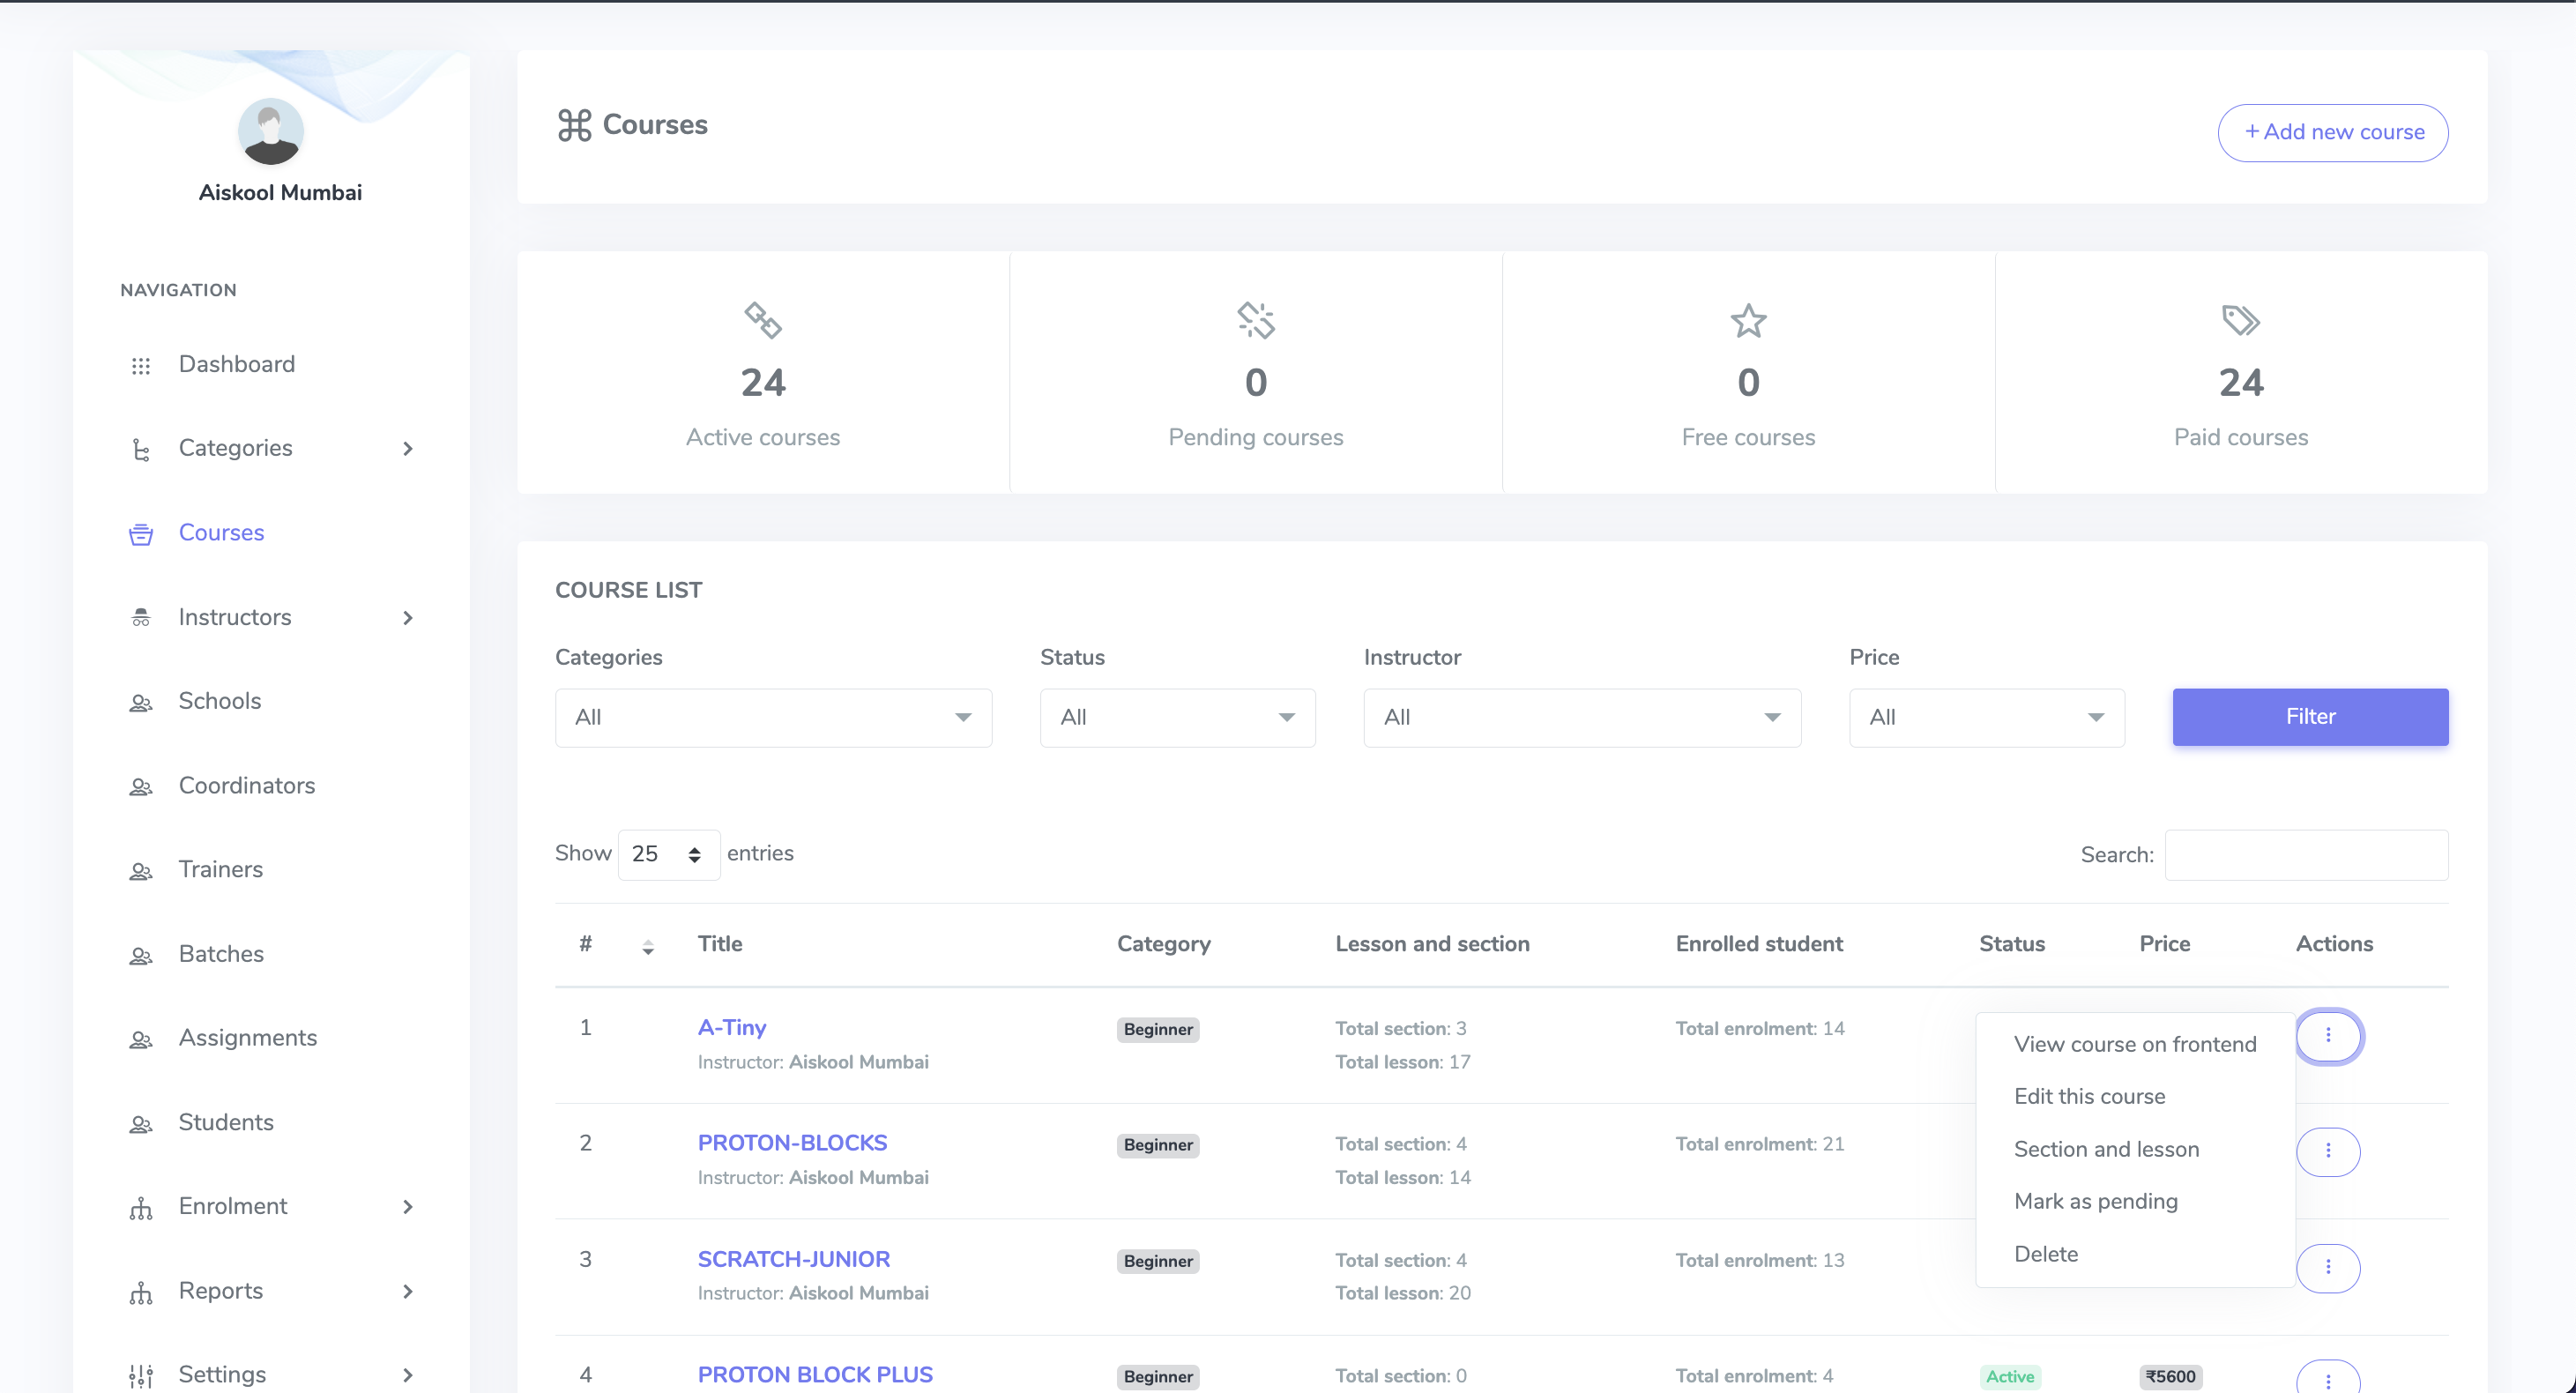 Aiskool Mumbai
NAVIGATION
Dashboard
Categories
Courses
Instructors
Schools
Coordinators
Trainers
Batches
Assignments
Students
Enrolment
Reports
Settings
Courses
+ Add new course
24
Active courses
0
Pending courses
0
Free courses
24
Paid courses
COURSE LIST
Categories Status Instructor Price
All All All All Filter
Show 25 entries Search:
# Title Category Lesson and section Enrolled student Status Price Actions
1 A-Tiny Beginner Total section: 3 Total enrolment: 14
Instructor: Aiskool Mumbai Total lesson: 17
2 PROTON-BLOCKS Beginner Total section: 4 Total enrolment: 21
Instructor: Aiskool Mumbai Total lesson: 14
3 SCRATCH-JUNIOR Beginner Total section: 4 Total enrolment: 13
Instructor: Aiskool Mumbai Total lesson: 20
4 PROTON BLOCK PLUS Beginner Total section: 0 Total enrolment: 4 Active ₹5600
View course on frontend
Edit this course
Section and lesson
Mark as pending
Delete